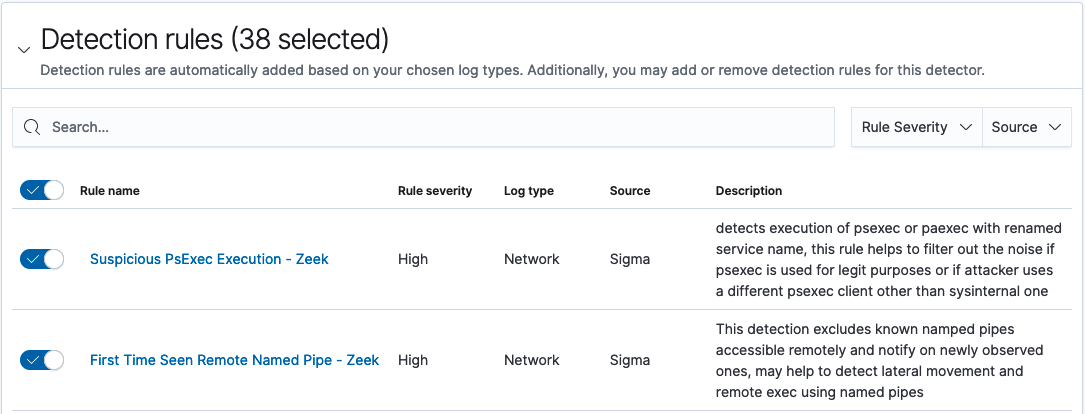 Detection rules (38 selected)
Detection rules are automatically added based on your chosen log types. Additionally, you may add or remove detection rules for this detector.
Search...
Rule Severity
Source
Rule name
Rule severity
Log type
Source
Description
Suspicious PsExec Execution - Zeek
High
Network
Sigma
detects execution of psexec or paexec with renamed
service name, this rule helps to filter out the noise if
psexec is used for legit purposes or if attacker uses
a different psexec client other than sysinternal one
First Time Seen Remote Named Pipe - Zeek
High
Network
Sigma
This detection excludes known namped pipes
accessible remotely and notify on newly observed
ones, may help to detect lateral movement and
remote exec using named pipes